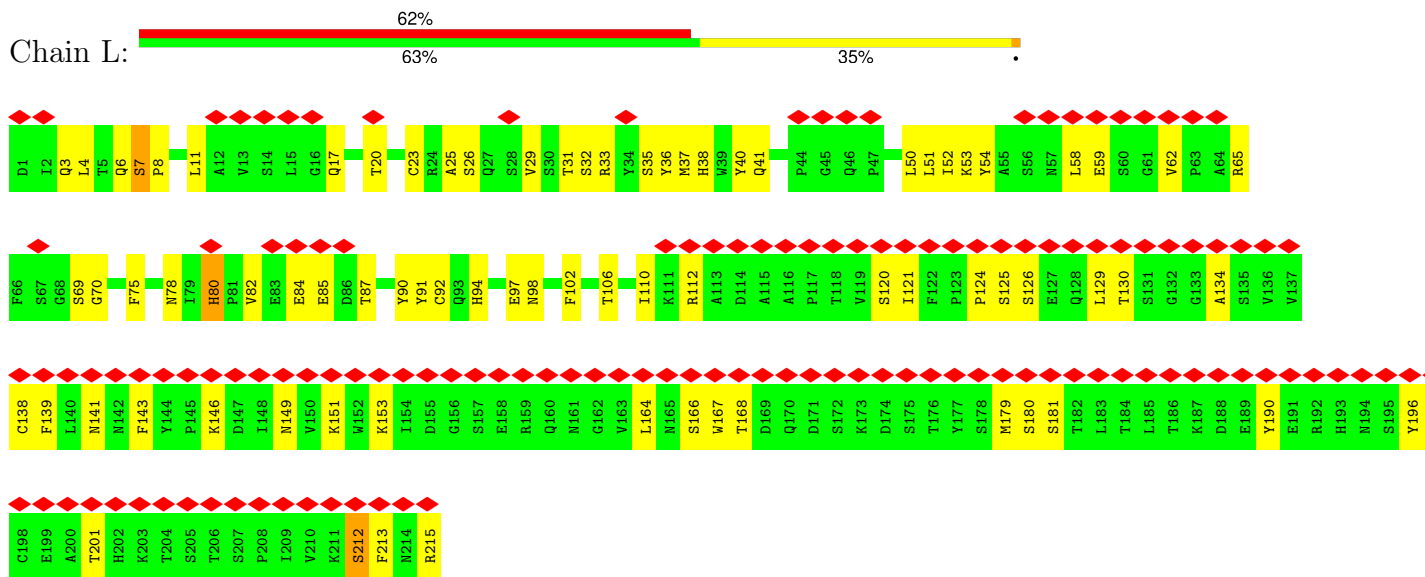 62%
Chain L:
63% 35% •
D1 I2 Q3 L4 T5 Q6 S7 P8 L11 A12 V13 S14 L15 G16 Q17 T20 C23 R24 A25 S26 Q27 S28 V29 S30 T31 S32 R33 Y34 S35 Y36 M37 H38 W39 Y40 Q41 P44 G45 Q46 P47 L50 L51 I52 K53 Y54 A55 S56 N57 L58 E59 S60 G61 V62 P63 A64 R65
F66 S67 G68 S69 G70 F75 N78 I79 H80 P81 V82 E83 E84 E85 D86 T87 Y90 Y91 C92 Q93 H94 E97 N98 F102 T106 I110 K111 R112 A113 D114 A115 A116 P117 T118 V119 S120 I121 F122 P123 P124 S125 S126 E127 Q128 L129 T130 S131 G132 G133 A134 S135 V136 V137
C138 F139 L140 N141 N142 F143 Y144 P145 K146 D147 I148 N149 V150 K151 W152 K153 I154 D155 G156 S157 E158 R159 Q160 N161 G162 V163 L164 N165 S166 W167 T168 D169 Q170 D171 S172 K173 D174 S175 T176 Y177 S178 M179 S180 S181 T182 L183 T184 L185 T186 K187 D188 E189 Y190 E191 R192 H193 N194 S195 Y196
C198 E199 A200 T201 H202 K203 T204 S205 T206 S207 P208 I209 V210 K211 S212 F213 N214 R215